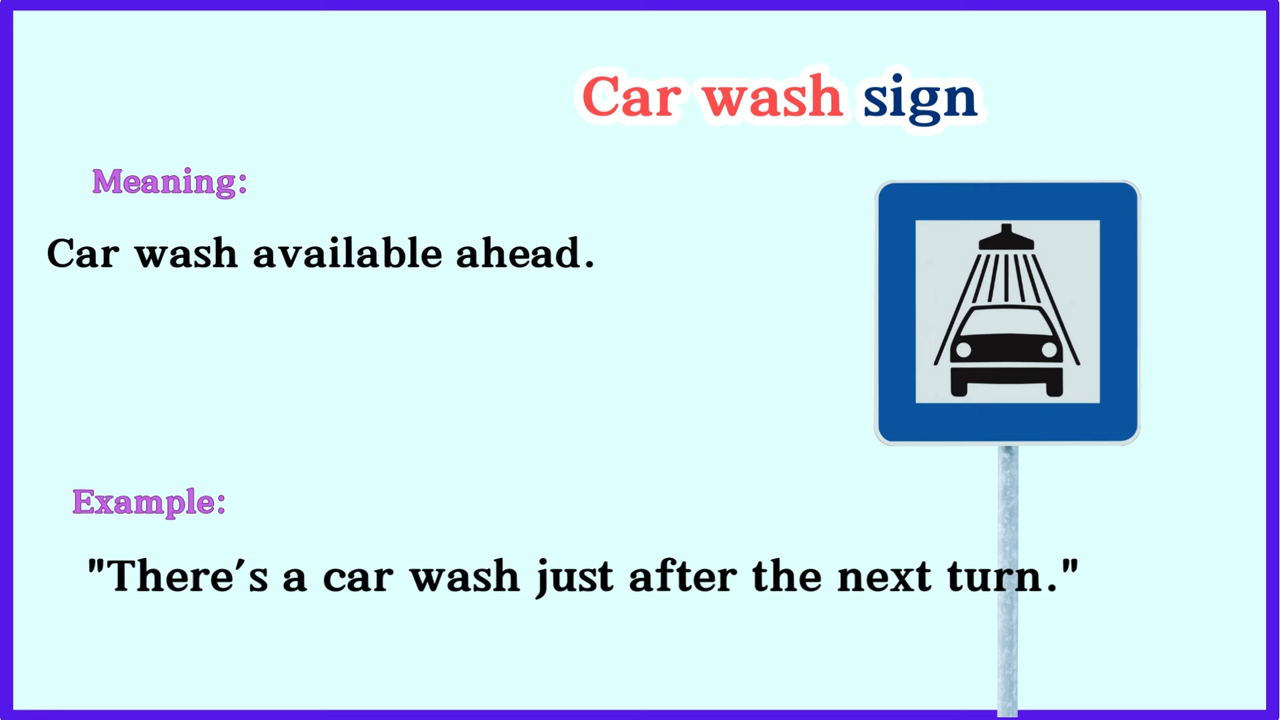 Car wash sign
Meaning:
Car wash available ahead.
Example:
"There's a car wash just after the next turn."